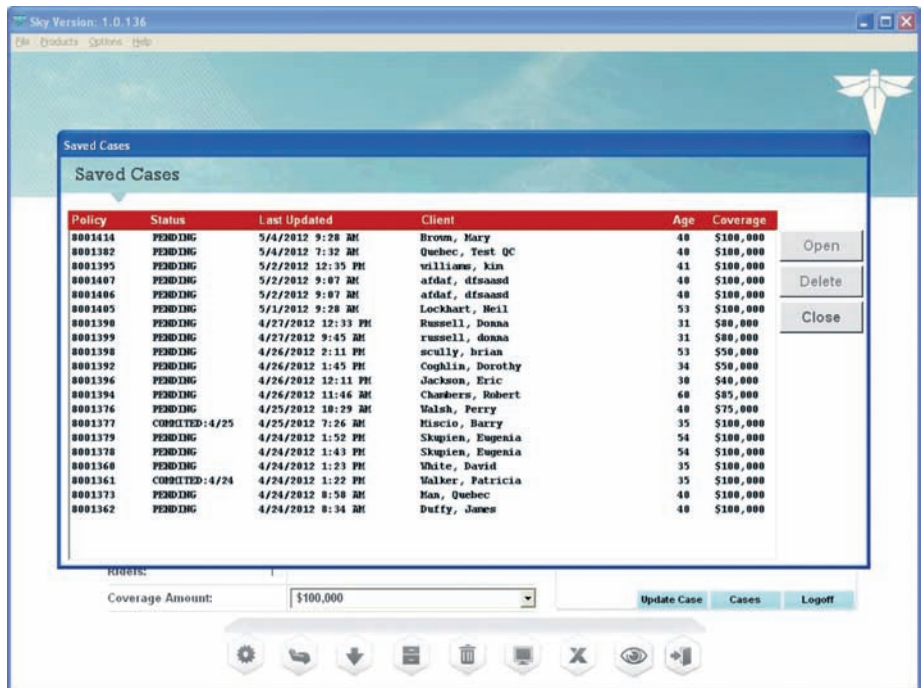 Sky Version: 1.0.136
File Products Options Help
Saved Cases
Saved Cases
Policy Status Last Updated Client Age Coverage
8001414 PENDING 5/4/2012 9:28 AM Brown, Mary 40 $100,000
8001382 PENDING 5/4/2012 7:32 AM Quebec, Test QC 40 $100,000
8001395 PENDING 5/2/2012 12:35 PM williams, kim 41 $100,000
8001407 PENDING 5/2/2012 9:07 AM afdaf, dfsaasd 40 $100,000
8001406 PENDING 5/2/2012 9:07 AM afdaf, dfsaasd 40 $100,000
8001405 PENDING 5/1/2012 9:28 AM Lockhart, Neil 53 $100,000
8001390 PENDING 4/27/2012 12:33 PM Russell, Donna 31 $80,000
8001399 PENDING 4/27/2012 9:45 AM russell, donna 31 $80,000
8001398 PENDING 4/26/2012 2:11 PM scully, brian 53 $50,000
8001392 PENDING 4/26/2012 1:45 PM Coghlin, Dorothy 34 $50,000
8001396 PENDING 4/26/2012 12:11 PM Jackson, Eric 30 $40,000
8001394 PENDING 4/26/2012 11:46 AM Chambers, Robert 60 $85,000
8001376 PENDING 4/25/2012 10:29 AM Walsh, Perry 40 $75,000
8001377 COMMITED:4/25 4/25/2012 7:26 AM Miscio, Barry 35 $100,000
8001379 PENDING 4/24/2012 1:52 PM Skupien, Eugenia 54 $100,000
8001378 PENDING 4/24/2012 1:43 PM Skupien, Eugenia 54 $100,000
8001360 PENDING 4/24/2012 1:23 PM White, David 35 $100,000
8001361 COMMITED:4/24 4/24/2012 1:22 PM Walker, Patricia 35 $100,000
8001373 PENDING 4/24/2012 8:58 AM Man, Quebec 40 $100,000
8001362 PENDING 4/24/2012 8:34 AM Duffy, James 40 $100,000
Open
Delete
Close
Riders:
Coverage Amount: $100,000
Update Case Cases Logoff